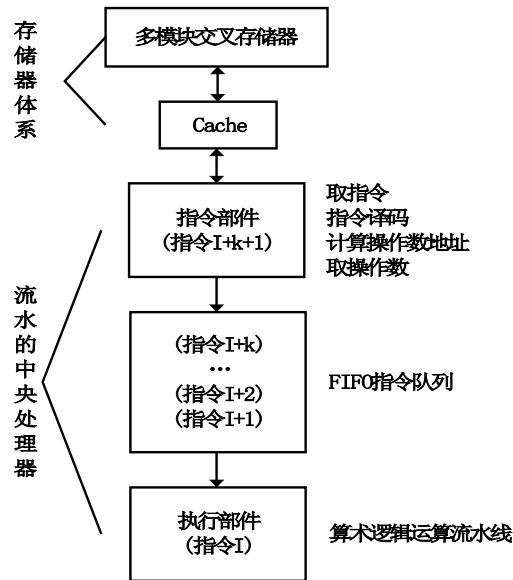 存储器体系
多模块交叉存储器
Cache
指令部件
(指令I+k+1)
取指令
指令译码
计算操作数地址
取操作数
流水的中央处理器
(指令I+k)
...
(指令I+2)
(指令I+1)
FIFO指令队列
执行部件
(指令I)
算术逻辑运算流水线